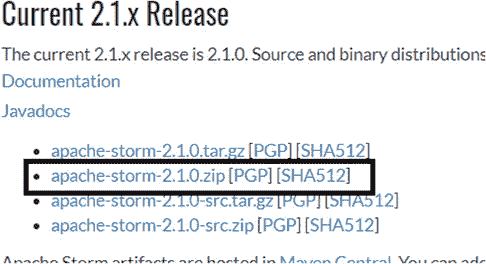 Current 2.1.x Release
The current 2.1.x release is 2.1.0. Source and binary distributions
Documentation
Javadocs
• apache-storm-2.1.0.tar.gz [PGP] [SHA512]
• apache-storm-2.1.0.zip [PGP] [SHA512]
• apache-storm-2.1.0-src.tar.gz [PGP] [SHA512]
• apache-storm-2.1.0-src.zip [PGP] [SHA512]
Apache Storm artifacts are hosted in Maven Central. You can add